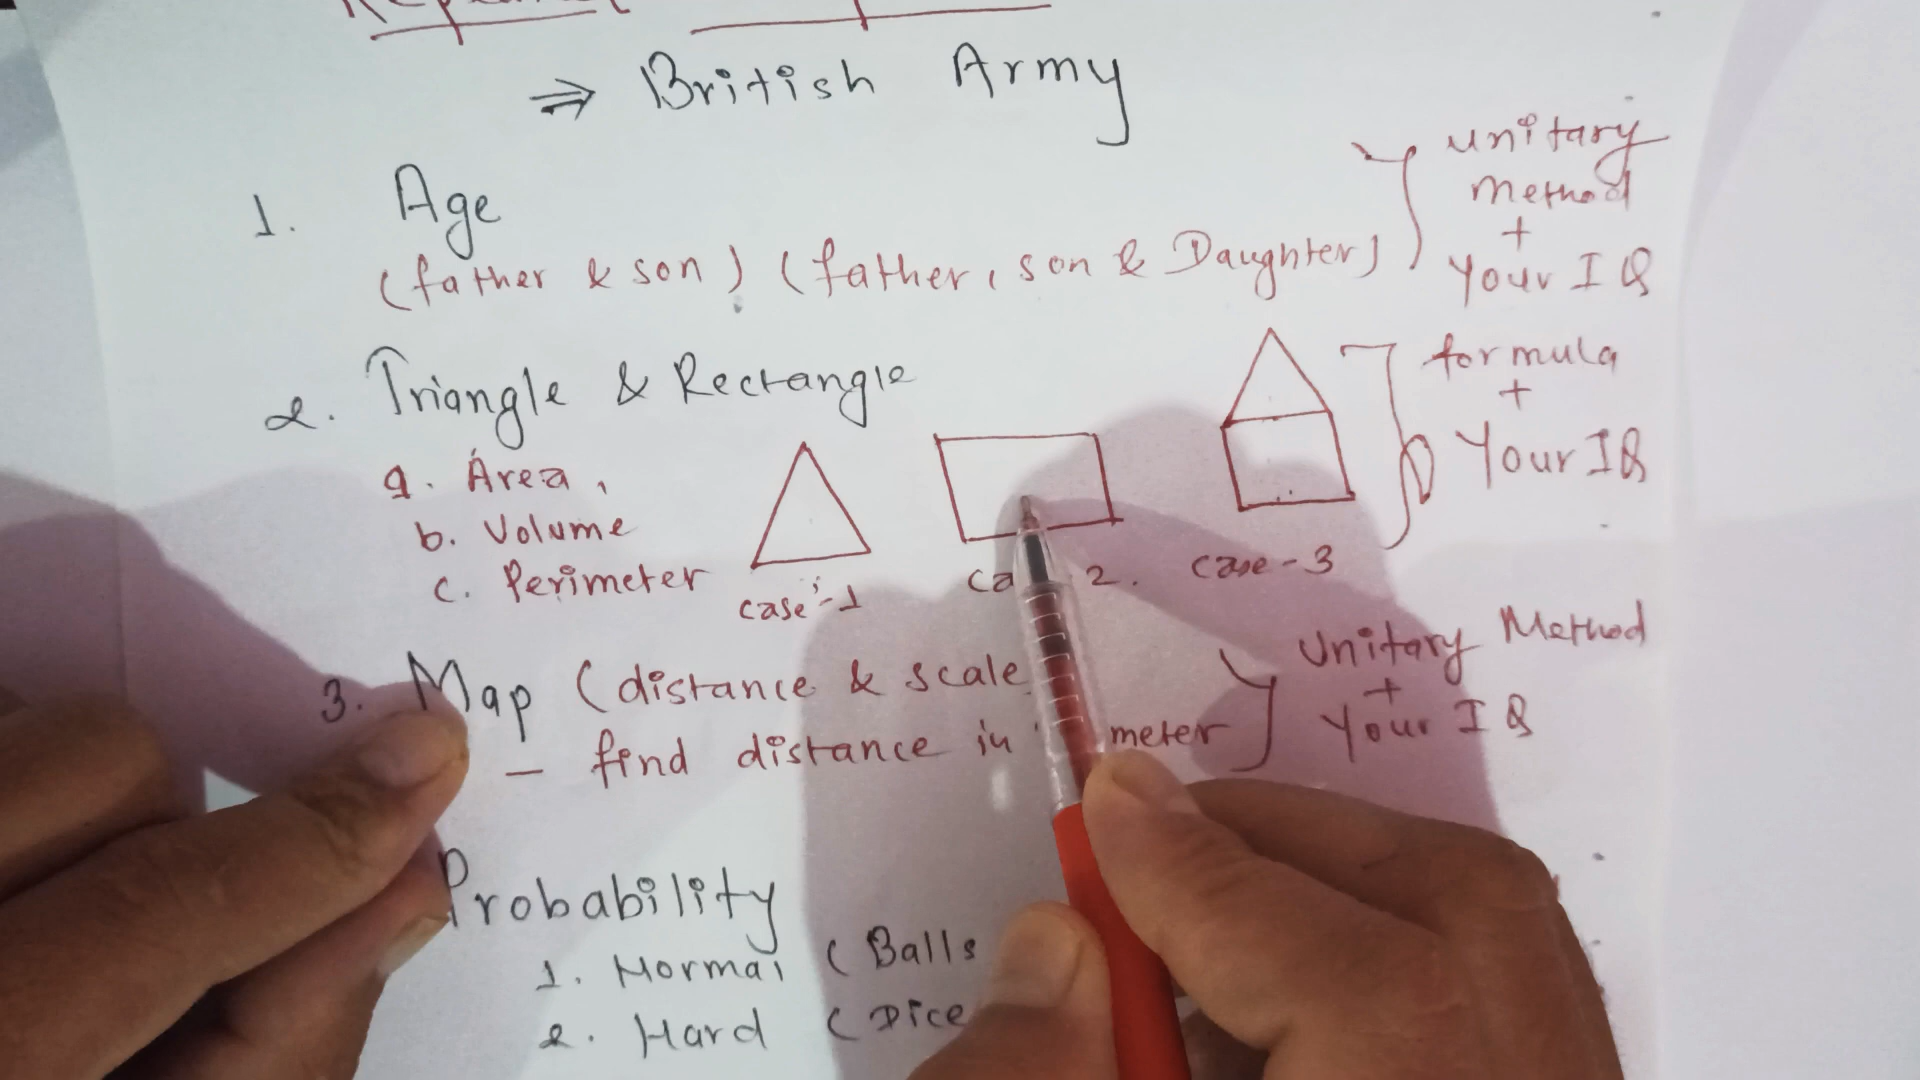 ⇒ British Army
1. Age
(father & son) (father, son & Daughter)
unitary
Method
+
Your IQ
2. Triangle & Rectangle
a. Area,
b. Volume
c. Perimeter
case-1
2.
case-3
formula
+
Your IQ
3. Map (distance & scale
- find distance in meter
Unitary Method
+
Your IQ
Probability
1. Normal (Balls
2. Hard (Dice